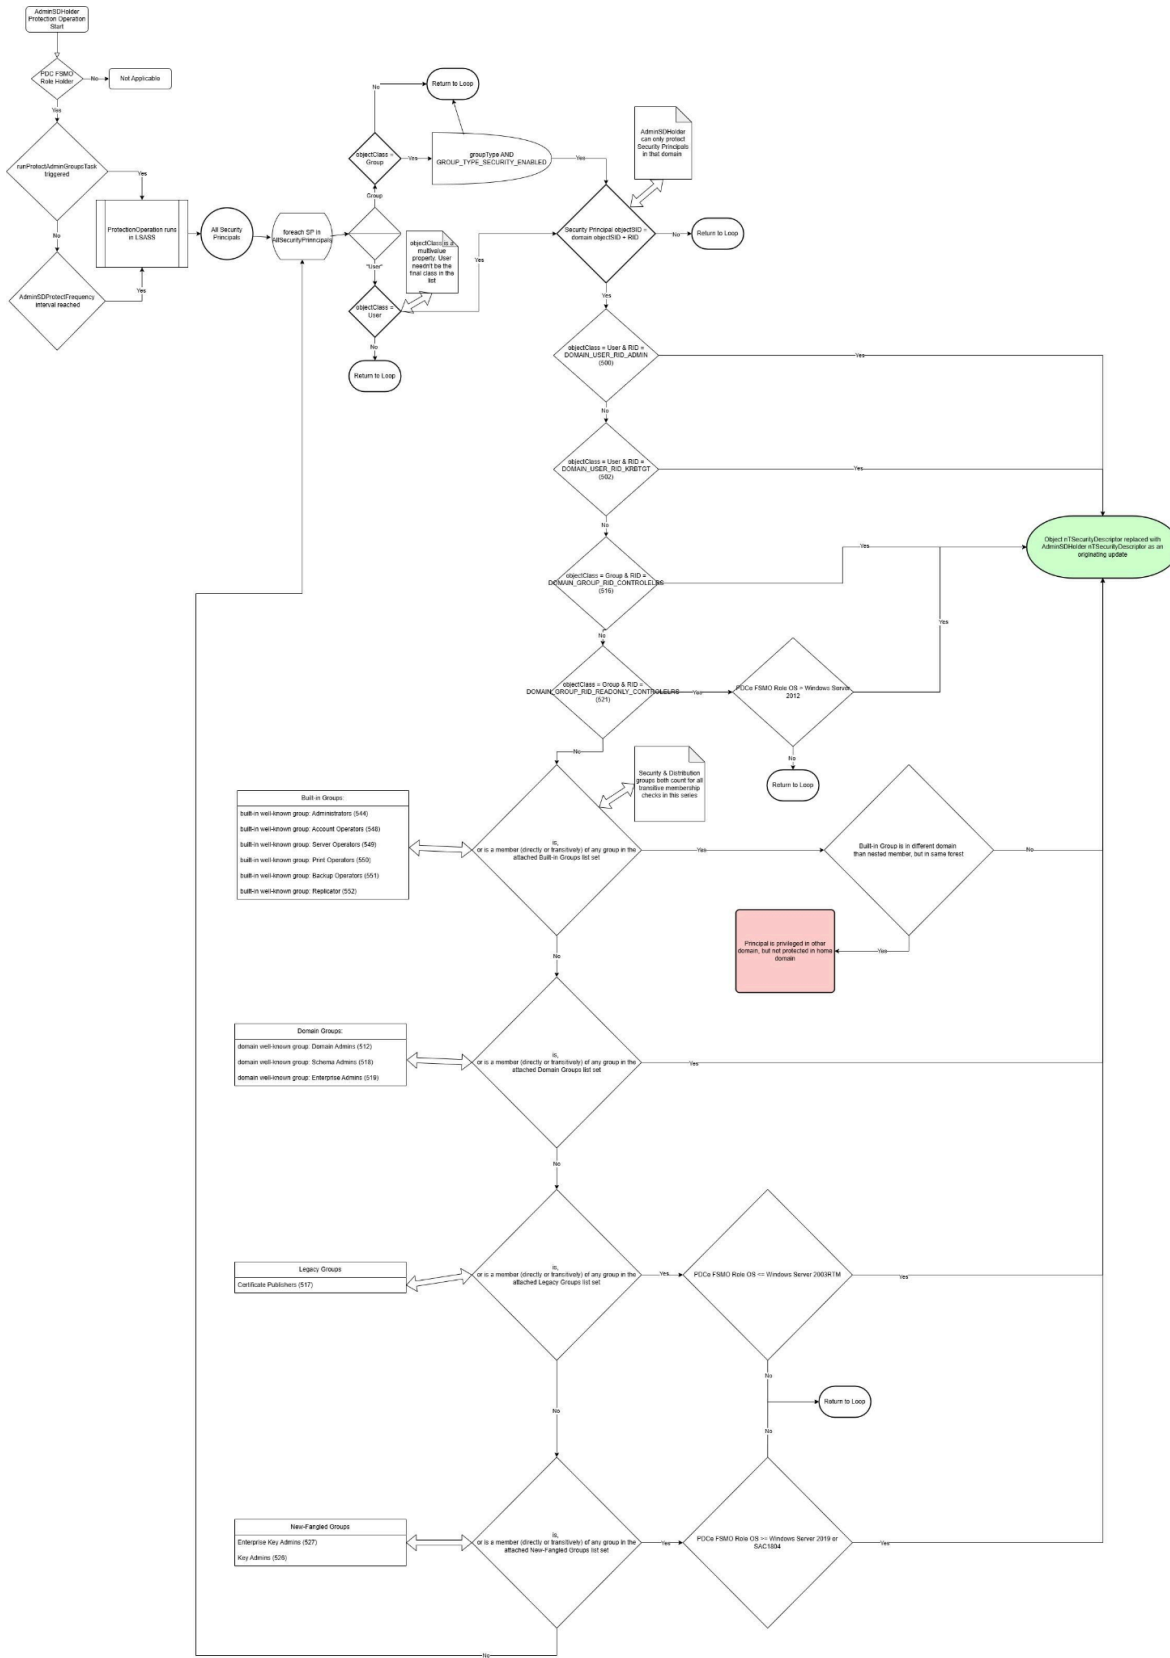 AdminSDHolder
Protection Operation
Start
PDC FSMO
Role Holder
No
Not Applicable
Yes
runProtectAdminGroupsTask
triggered
Yes
No
AdminSDProtectFrequency
interval reached
Yes
ProtectionOperation runs
in LSASS
All Security
Principals
foreach SP in
AllSecurityPrincipals
Group
objectClass =
Group
No
Return to Loop
Yes
groupType AND
GROUP_TYPE_SECURITY_ENABLED
Yes
"User"
objectClass =
User
objectClass is a
multivalue
property. User
needn't be the
final class in the
list
Yes
No
Return to Loop
AdminSDHolder
can only protect
Security Principals
in that domain
Security Principal objectSID =
domain objectSID + RID
No
Return to Loop
Yes
objectClass = User & RID =
DOMAIN_USER_RID_ADMIN
(500)
Yes
No
objectClass = User & RID =
DOMAIN_USER_RID_KRBTGT
(502)
Yes
No
objectClass = Group & RID =
DOMAIN_GROUP_RID_CONTROLELRS
(516)
Yes
Object nTSecurityDescriptor replaced with
AdminSDHolder nTSecurityDescriptor as an
originating update
No
objectClass = Group & RID =
DOMAIN_GROUP_RID_READONLY_CONTROLELRS
(521)
Yes
PDCe FSMO Role OS > Windows Server
2012
Yes
No
Return to Loop
No
Security & Distribution
groups both count for all
transitive membership
checks in this series
Built-in Groups:
built-in well-known group: Administrators (544)
built-in well-known group: Account Operators (548)
built-in well-known group: Server Operators (549)
built-in well-known group: Print Operators (550)
built-in well-known group: Backup Operators (551)
built-in well-known group: Replicator (552)
is,
or is a member (directly or transitively) of any group in the
attached Built-in Groups list set
Yes
Built-in Group is in different domain
than nested member, but in same forest
No
Yes
Principal is privileged in other
domain, but not protected in home
domain
No
Domain Groups:
domain well-known group: Domain Admins (512)
domain well-known group: Schema Admins (518)
domain well-known group: Enterprise Admins (519)
is,
or is a member (directly or transitively) of any group in the
attached Domain Groups list set
Yes
No
Legacy Groups
Certificate Publishers (517)
is,
or is a member (directly or transitively) of any group in the
attached Legacy Groups list set
Yes
PDCe FSMO Role OS <= Windows Server 2003RTM
Yes
No
Return to Loop
No
No
New-Fangled Groups
Enterprise Key Admins (527)
Key Admins (526)
is,
or is a member (directly or transitively) of any group in the
attached New-Fangled Groups list set
Yes
PDCe FSMO Role OS >= Windows Server 2019 or
SAC1804
Yes
No